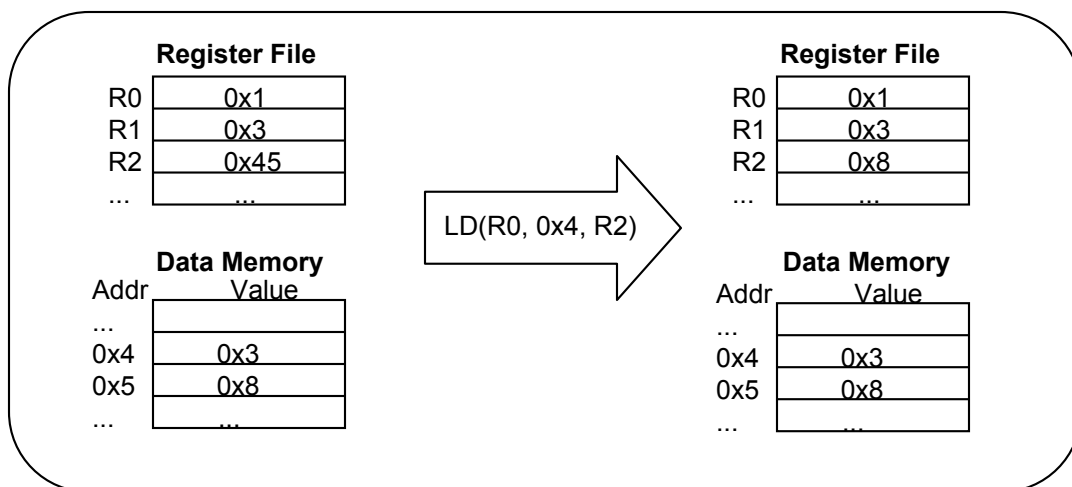 Register File
R0 0x1
R1 0x3
R2 0x45
... ...
Data Memory
Addr Value
...
0x4 0x3
0x5 0x8
... ...
LD(R0, 0x4, R2)
Register File
R0 0x1
R1 0x3
R2 0x8
... ...
Data Memory
Addr Value
...
0x4 0x3
0x5 0x8
... ...